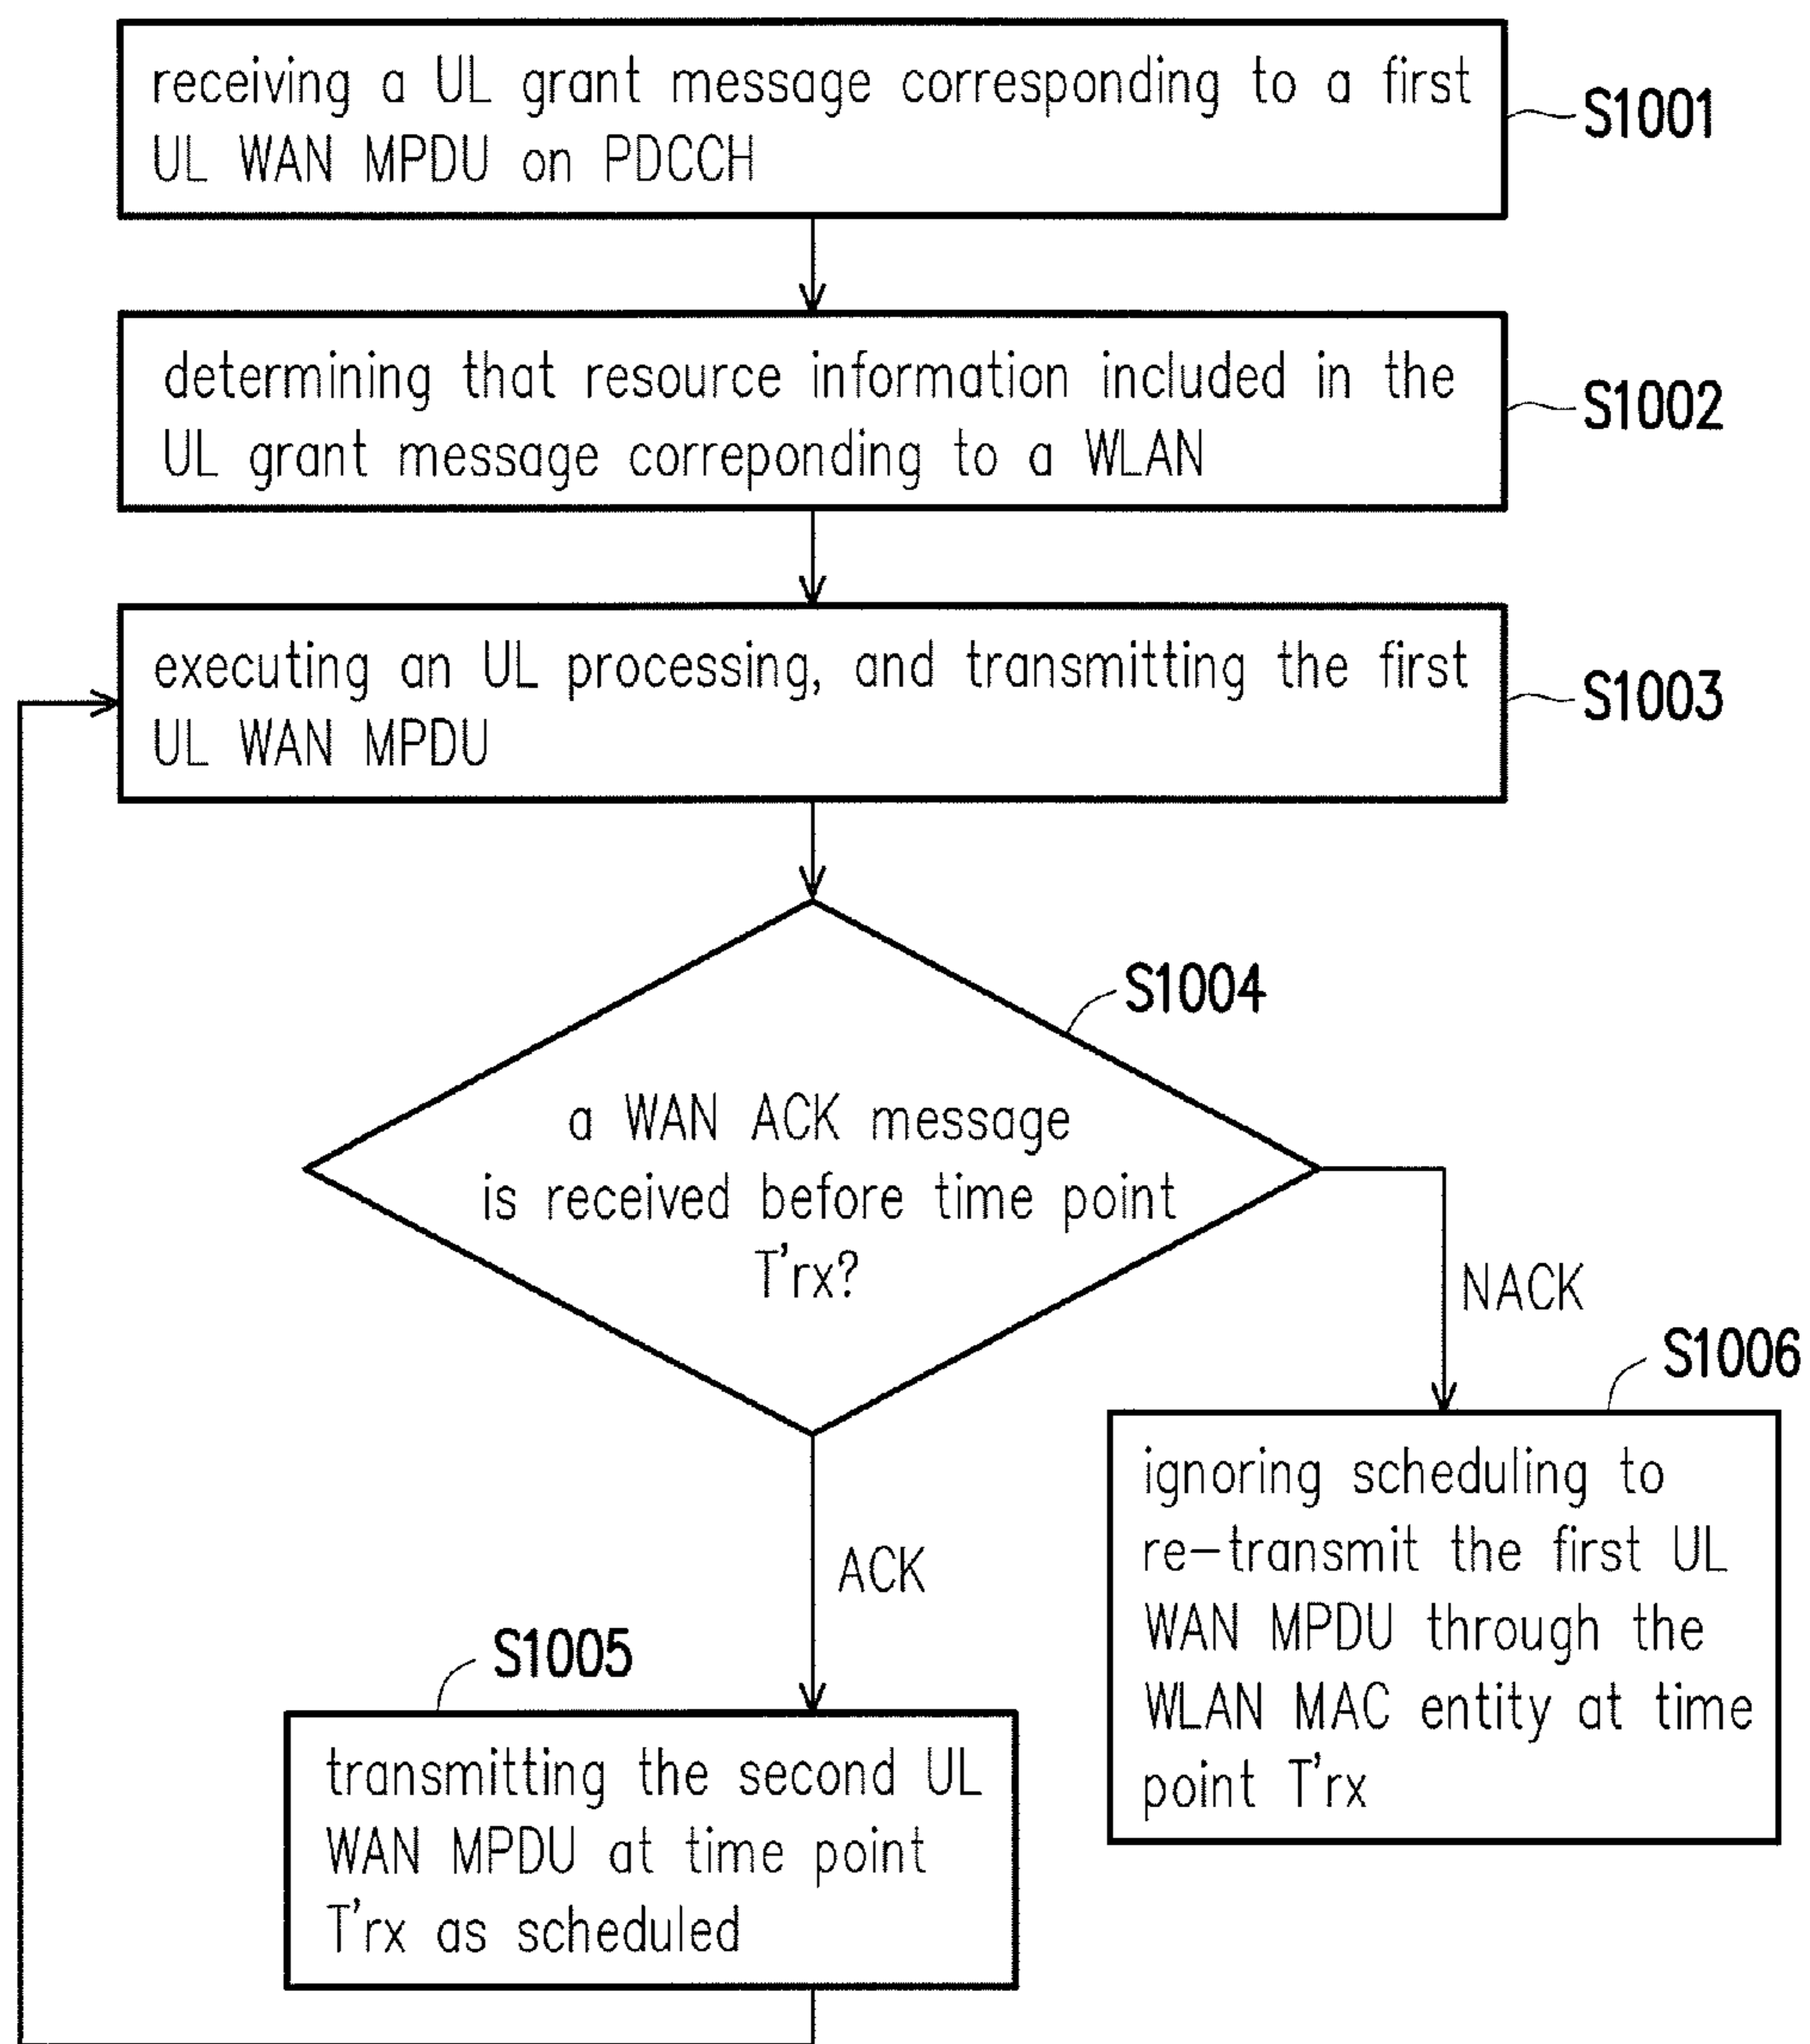 receiving a UL grant message corresponding to a first
UL WAN MPDU on PDCCH
S1001
determining that resource information included in the
UL grant message correponding to a WLAN
S1002
executing an UL processing, and transmitting the first
UL WAN MPDU
S1003
S1004
a WAN ACK message
is received before time point
T'rx?
NACK
S1006
ignoring scheduling to
re-transmit the first UL
WAN MPDU through the
WLAN MAC entity at time
point T'rx
ACK
S1005
transmitting the second UL
WAN MPDU at time point
T'rx as scheduled